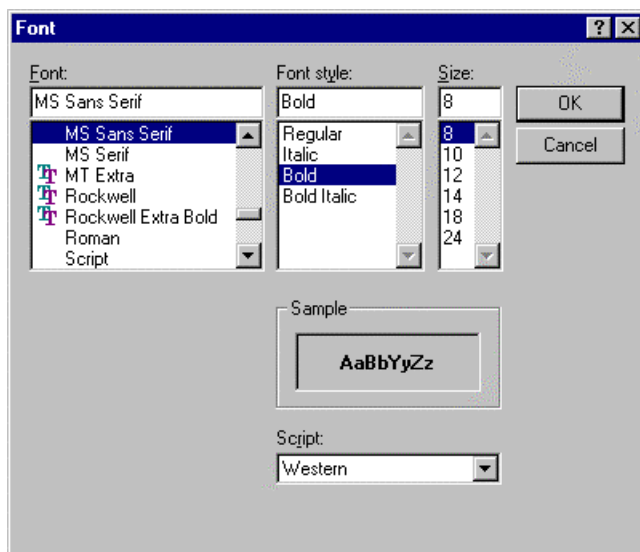 Font
Font:
MS Sans Serif
MS Sans Serif
MS Serif
MT Extra
Rockwell
Rockwell Extra Bold
Roman
Script
Font style:
Bold
Regular
Italic
Bold
Bold Italic
Size:
8
8
10
12
14
18
24
OK
Cancel
Sample
AaBbYyZz
Script:
Western